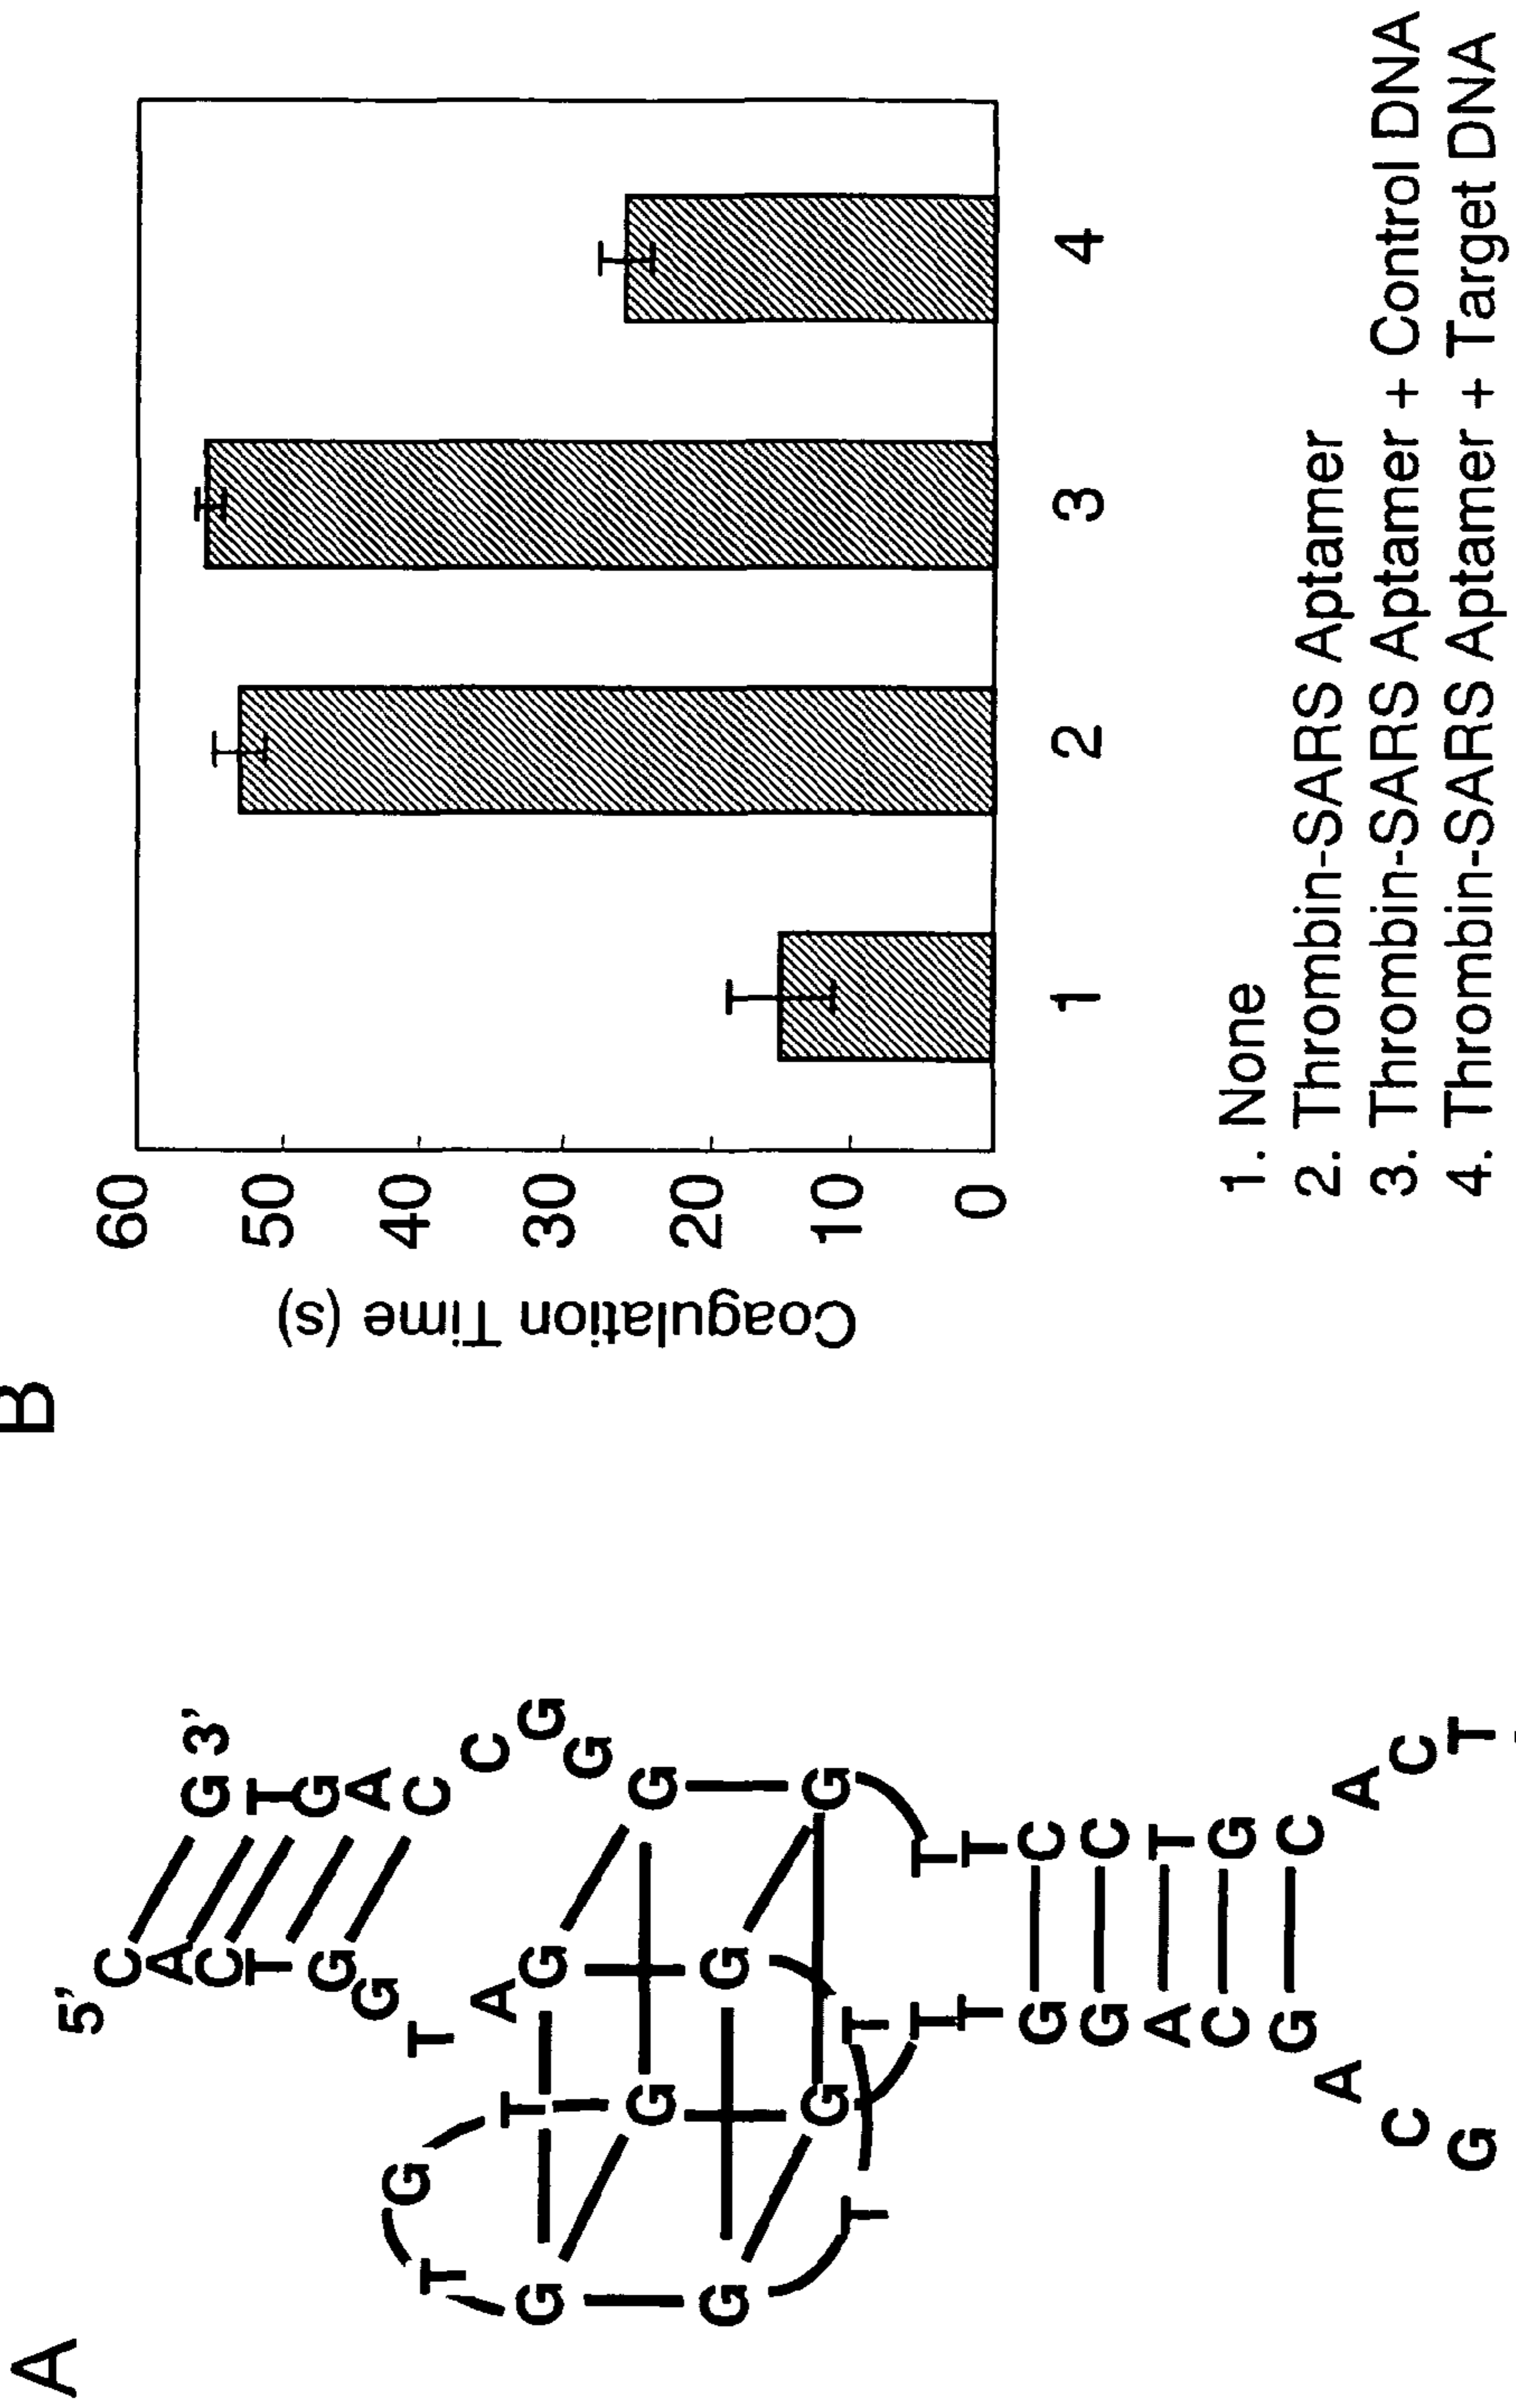 A
5'
C G 3'
A T
C G
T A
G C
G
T C
G
T G A G
T G
G T G G
G G
G G
T T
T T
T T
G C
G C
A T
C G
G C
A A
C C
G T
B
Coagulation Time (s)
60
50
40
30
20
10
0
1 2 3 4
1. None
2. Thrombin-SARS Aptamer
3. Thrombin-SARS Aptamer + Control DNA
4. Thrombin-SARS Aptamer + Target DNA